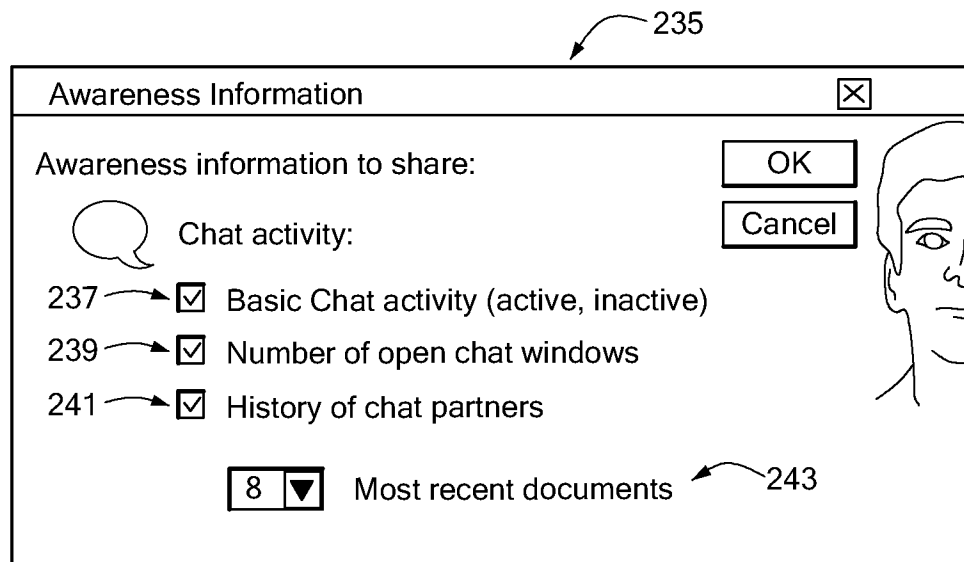 235
Awareness Information
Awareness information to share:
OK
Cancel
Chat activity:
237 Basic Chat activity (active, inactive)
239 Number of open chat windows
241 History of chat partners
8 Most recent documents 243